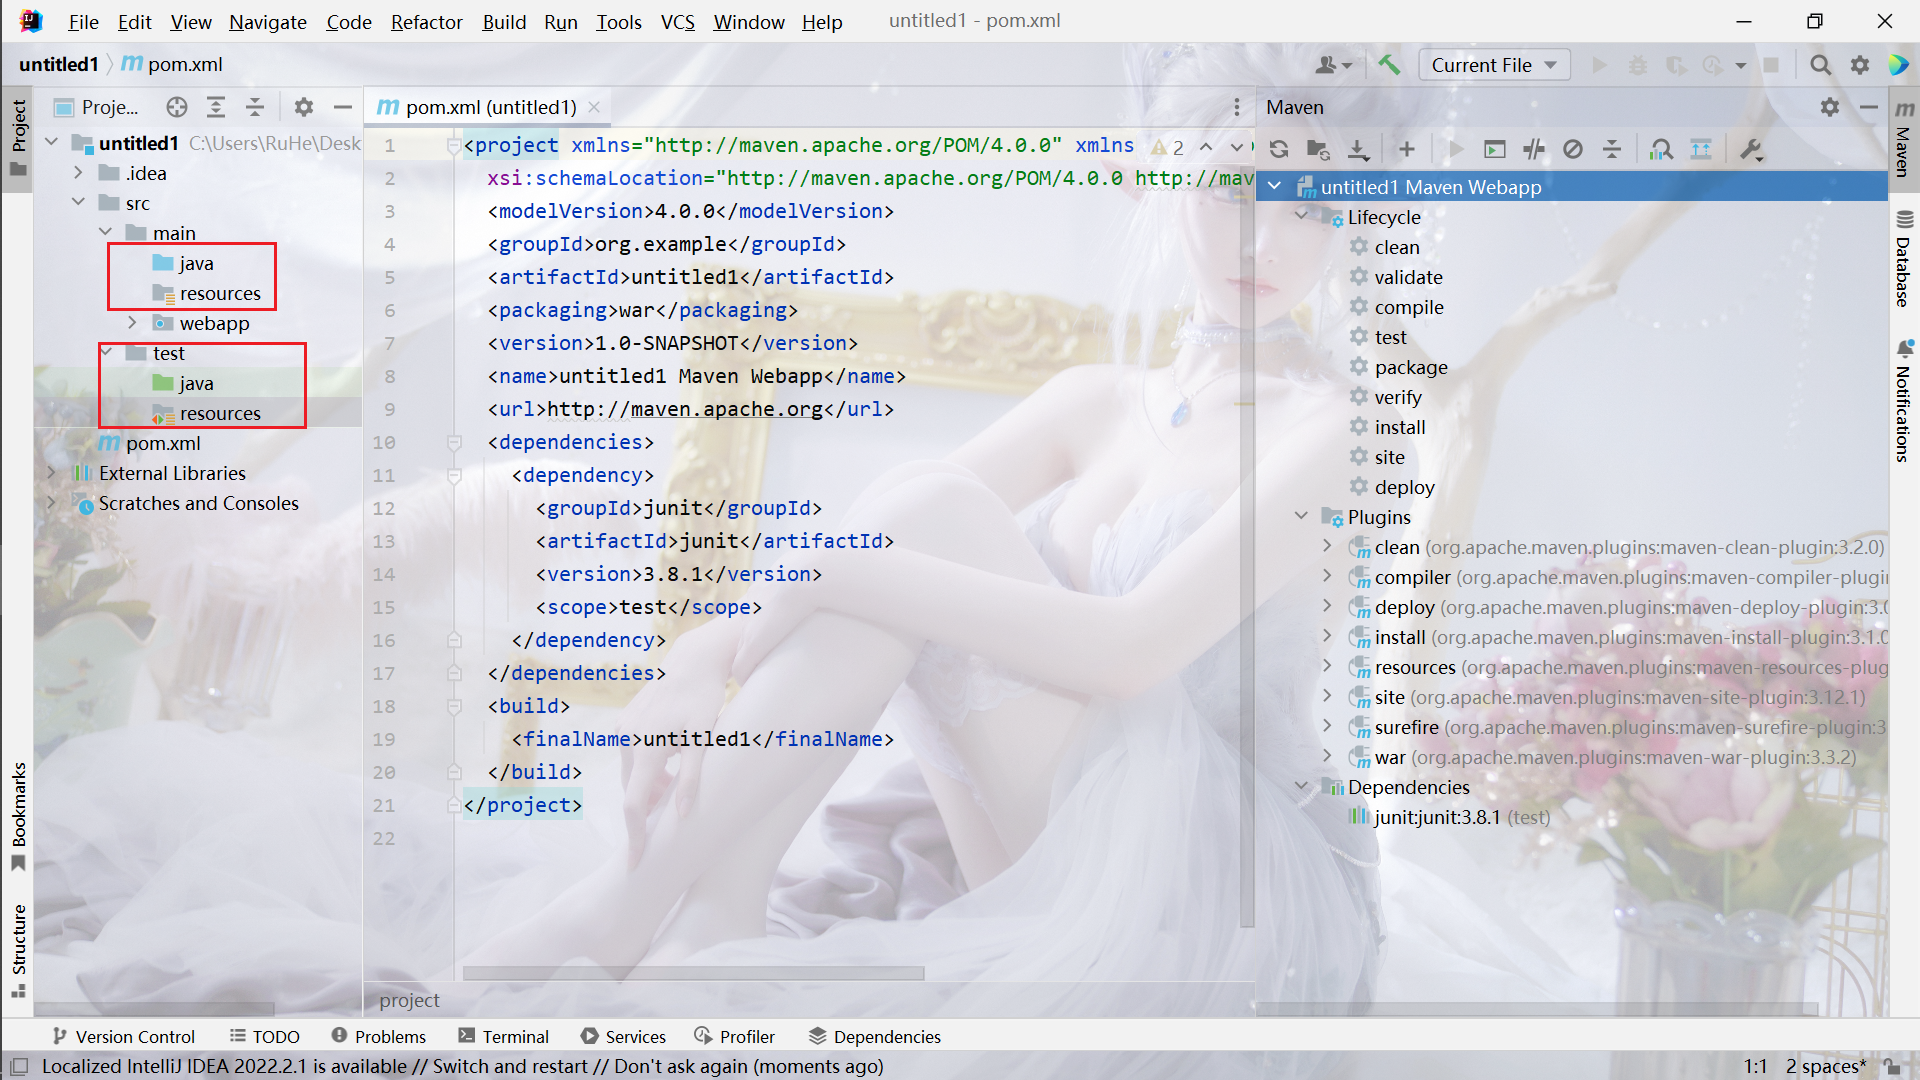 File Edit View Navigate Code Refactor Build Run Tools VCS Window Help untitled1 - pom.xml
untitled1 pom.xml Current File
Project
Proje...
untitled1 C:\Users\RuHe\Desk
.idea
src
main
java
resources
webapp
test
java
resources
pom.xml
External Libraries
Scratches and Consoles
Bookmarks
Structure
pom.xml (untitled1)
2
1 <project xmlns="http://maven.apache.org/POM/4.0.0" xmlns
2 xsi:schemaLocation="http://maven.apache.org/POM/4.0.0 http://mav
3 <modelVersion>4.0.0</modelVersion>
4 <groupId>org.example</groupId>
5 <artifactId>untitled1</artifactId>
6 <packaging>war</packaging>
7 <version>1.0-SNAPSHOT</version>
8 <name>untitled1 Maven Webapp</name>
9 <url>http://maven.apache.org</url>
10 <dependencies>
11 <dependency>
12 <groupId>junit</groupId>
13 <artifactId>junit</artifactId>
14 <version>3.8.1</version>
15 <scope>test</scope>
16 </dependency>
17 </dependencies>
18 <build>
19 <finalName>untitled1</finalName>
20 </build>
21 </project>
22
project
Maven
untitled1 Maven Webapp
Lifecycle
clean
validate
compile
test
package
verify
install
site
deploy
Plugins
clean (org.apache.maven.plugins:maven-clean-plugin:3.2.0)
compiler (org.apache.maven.plugins:maven-compiler-plugi
deploy (org.apache.maven.plugins:maven-deploy-plugin:3.0
install (org.apache.maven.plugins:maven-install-plugin:3.1.0
resources (org.apache.maven.plugins:maven-resources-plug
site (org.apache.maven.plugins:maven-site-plugin:3.12.1)
surefire (org.apache.maven.plugins:maven-surefire-plugin:3
war (org.apache.maven.plugins:maven-war-plugin:3.3.2)
Dependencies
junit:junit:3.8.1 (test)
Maven
Database
Notifications
Version Control TODO Problems Terminal Services Profiler Dependencies
Localized IntelliJ IDEA 2022.2.1 is available // Switch and restart // Don't ask again (moments ago) 1:1 2 spaces*